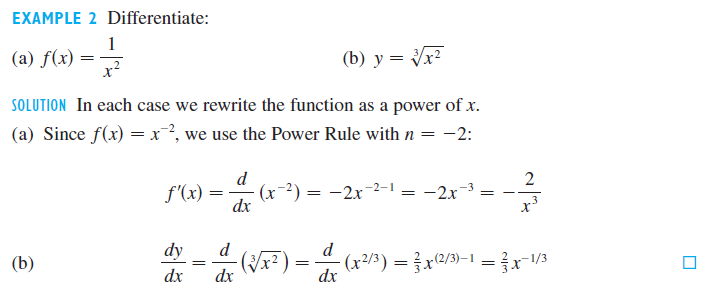 EXAMPLE 2 Differentiate:
(a) f(x) = 1/x² (b) y = ∛x²
SOLUTION In each case we rewrite the function as a power of x.
(a) Since f(x) = x⁻², we use the Power Rule with n = −2:
f′(x) = d/dx (x⁻²) = −2x⁻²⁻¹ = −2x⁻³ = −2/x³
(b) dy/dx = d/dx (∛x²) = d/dx (x^(2/3)) = 2/3 x^((2/3)−1) = 2/3 x^(−1/3) □